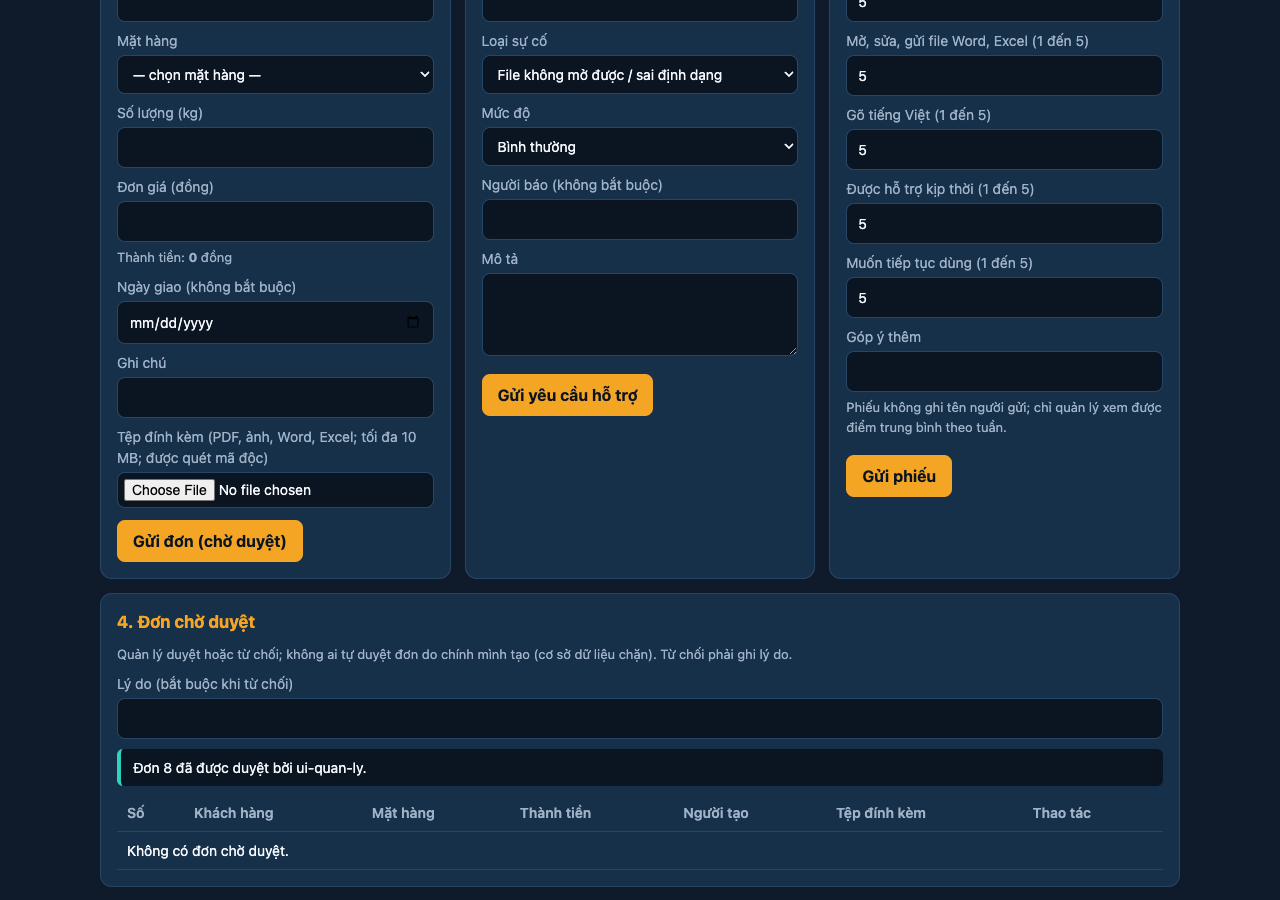 Mặt hàng
— chọn mặt hàng —
Số lượng (kg)
Đơn giá (đồng)
Thành tiền: 0 đồng
Ngày giao (không bắt buộc)
mm/dd/yyyy
Ghi chú
Tệp đính kèm (PDF, ảnh, Word, Excel; tối đa 10
MB; được quét mã độc)
Choose File No file chosen
Gửi đơn (chờ duyệt)
Loại sự cố
File không mở được / sai định dạng
Mức độ
Bình thường
Người báo (không bắt buộc)
Mô tả
Gửi yêu cầu hỗ trợ
5
Mở, sửa, gửi file Word, Excel (1 đến 5)
5
Gõ tiếng Việt (1 đến 5)
5
Được hỗ trợ kịp thời (1 đến 5)
5
Muốn tiếp tục dùng (1 đến 5)
5
Góp ý thêm
Phiếu không ghi tên người gửi; chỉ quản lý xem được
điểm trung bình theo tuần.
Gửi phiếu
4. Đơn chờ duyệt
Quản lý duyệt hoặc từ chối; không ai tự duyệt đơn do chính mình tạo (cơ sở dữ liệu chặn). Từ chối phải ghi lý do.
Lý do (bắt buộc khi từ chối)
Đơn 8 đã được duyệt bởi ui-quan-ly.
Số Khách hàng Mặt hàng Thành tiền Người tạo Tệp đính kèm Thao tác
Không có đơn chờ duyệt.